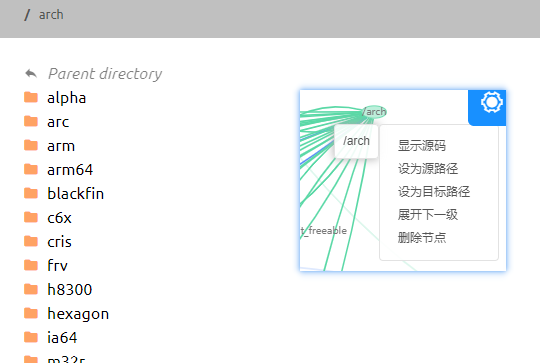 / arch
Parent directory
alpha
arc
arm
arm64
blackfin
c6x
cris
frv
h8300
hexagon
ia64
m32r
/arch
/arch
显示源码
设为源路径
设为目标路径
展开下一级
删除节点
t_freeable